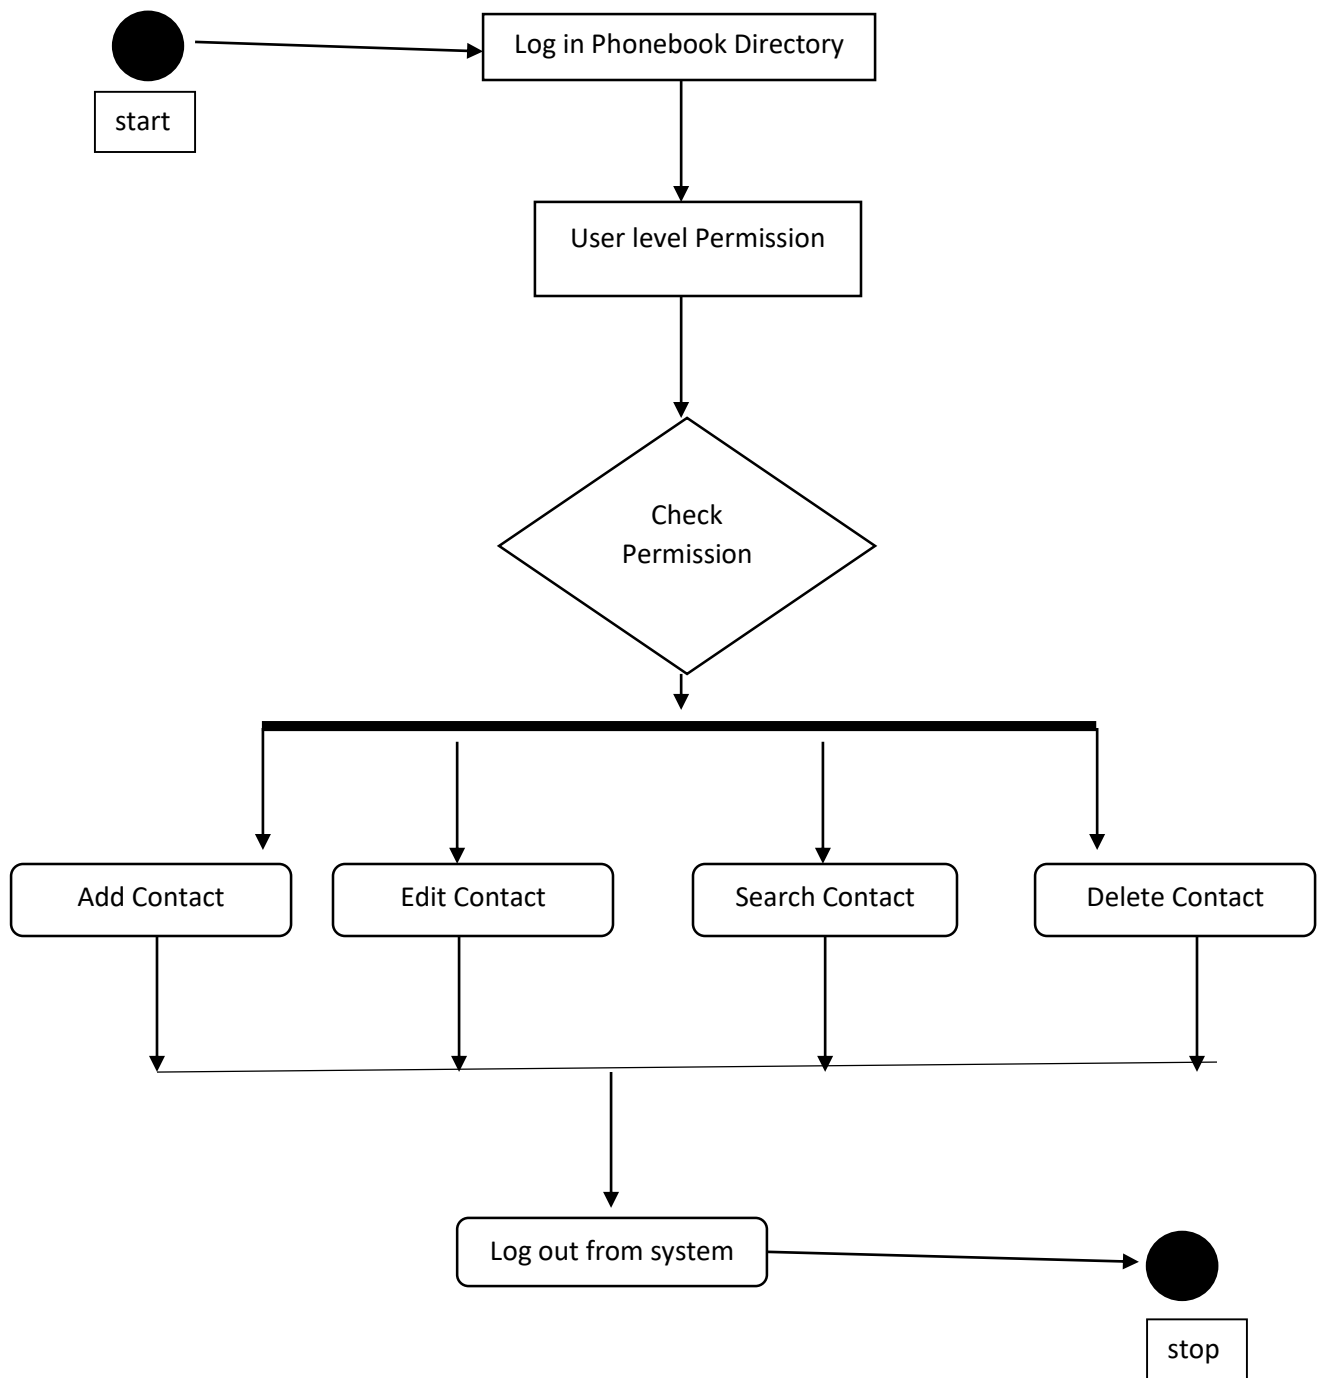 Log in Phonebook Directory
start
User level Permission
Check
Permission
Add Contact
Edit Contact
Search Contact
Delete Contact
Log out from system
stop